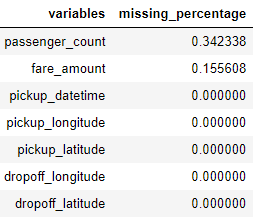 variables missing_percentage
passenger_count 0.342338
fare_amount 0.155608
pickup_datetime 0.000000
pickup_longitude 0.000000
pickup_latitude 0.000000
dropoff_longitude 0.000000
dropoff_latitude 0.000000